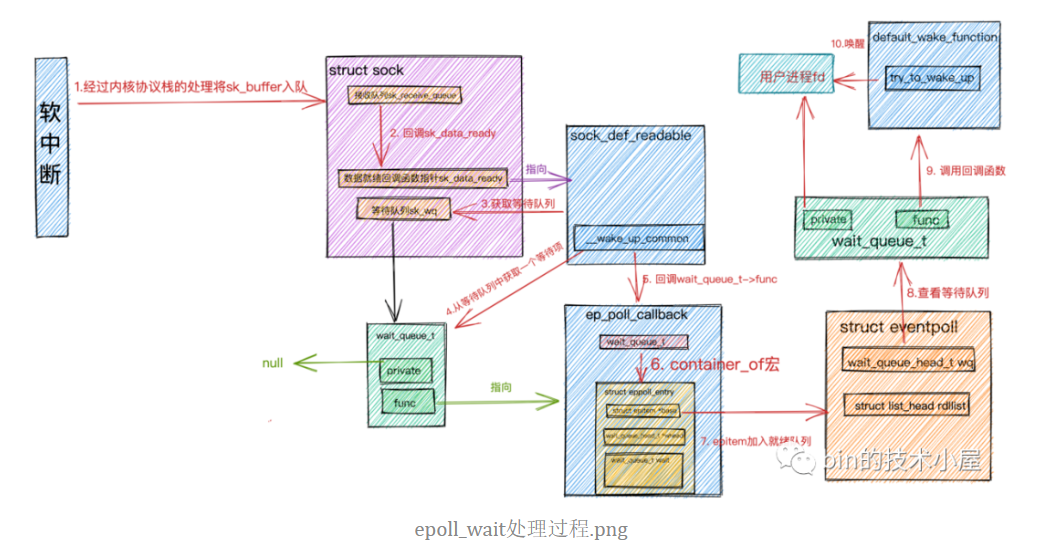 软中断
1.经过内核协议栈的处理将sk_buffer入队
struct sock
接收队列sk_receive_queue
2. 回调sk_data_ready
数据就绪回调函数指针sk_data_ready
等待队列sk_wq
指向
3.获取等待队列
sock_def_readable
__wake_up_common
4.从等待队列中获取一个等待项
5. 回调wait_queue_t->func
wait_queue_t
private
func
null
指向
ep_poll_callback
wait_queue_t
6. container_of宏
struct eppoll_entry
struct epitem *base
wait_queue_head_t *whead
wait_queue_t wait
7. epitem加入就绪队列
struct eventpoll
wait_queue_head_t wq
struct list_head rdllist
8.查看等待队列
wait_queue_t
private
func
9. 调用回调函数
default_wake_function
try_to_wake_up
10.唤醒
用户进程fd
bin的技术小屋
epoll_wait处理过程.png